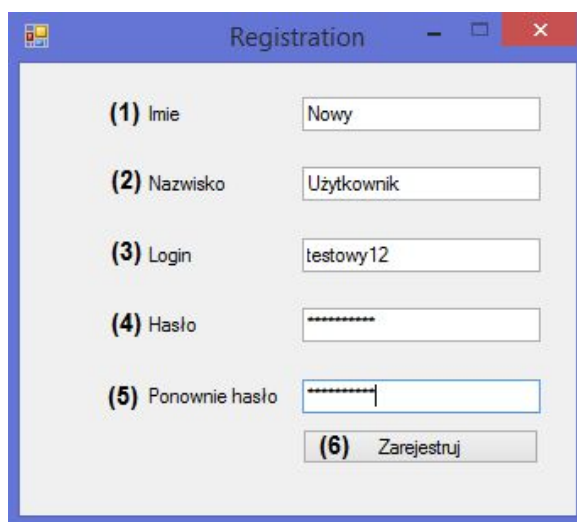 Registration
(1) Imie Nowy
(2) Nazwisko Użytkownik
(3) Login testowy12
(4) Hasło **********
(5) Ponownie hasło **********
(6) Zarejestruj